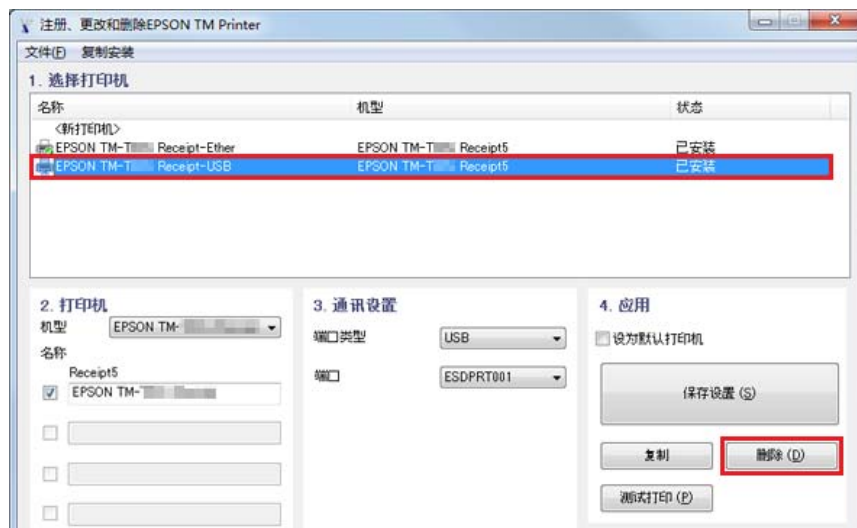 注册、更改和删除EPSON TM Printer
文件(F) 复制安装
1. 选择打印机
名称 机型 状态
<新打印机>
EPSON TM-T Receipt-Ether EPSON TM-T Receipt5 已安装
EPSON TM-T Receipt-USB EPSON TM-T Receipt5 已安装
2. 打印机
机型 EPSON TM-
名称
Receipt5
EPSON TM-
3. 通讯设置
端口类型 USB
端口 ESDPRT001
4. 应用
设为默认打印机
保存设置 (S)
复制 删除 (D)
测试打印 (P)